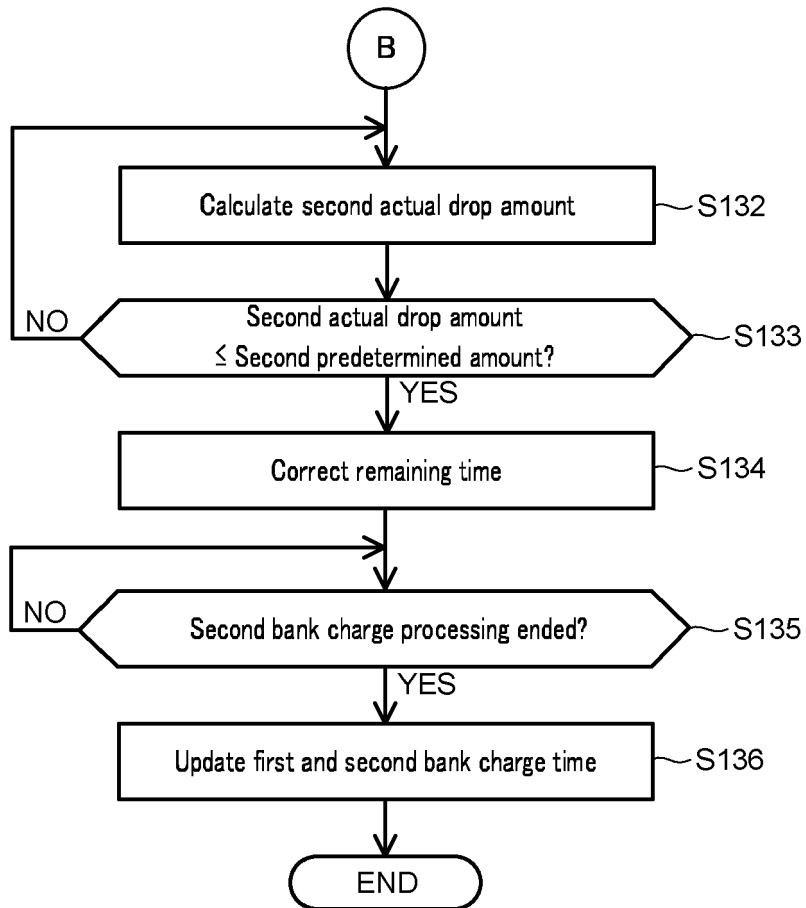 B
Calculate second actual drop amount
S132
NO
Second actual drop amount
≤ Second predetermined amount?
S133
YES
Correct remaining time
S134
NO
Second bank charge processing ended?
S135
YES
Update first and second bank charge time
S136
END